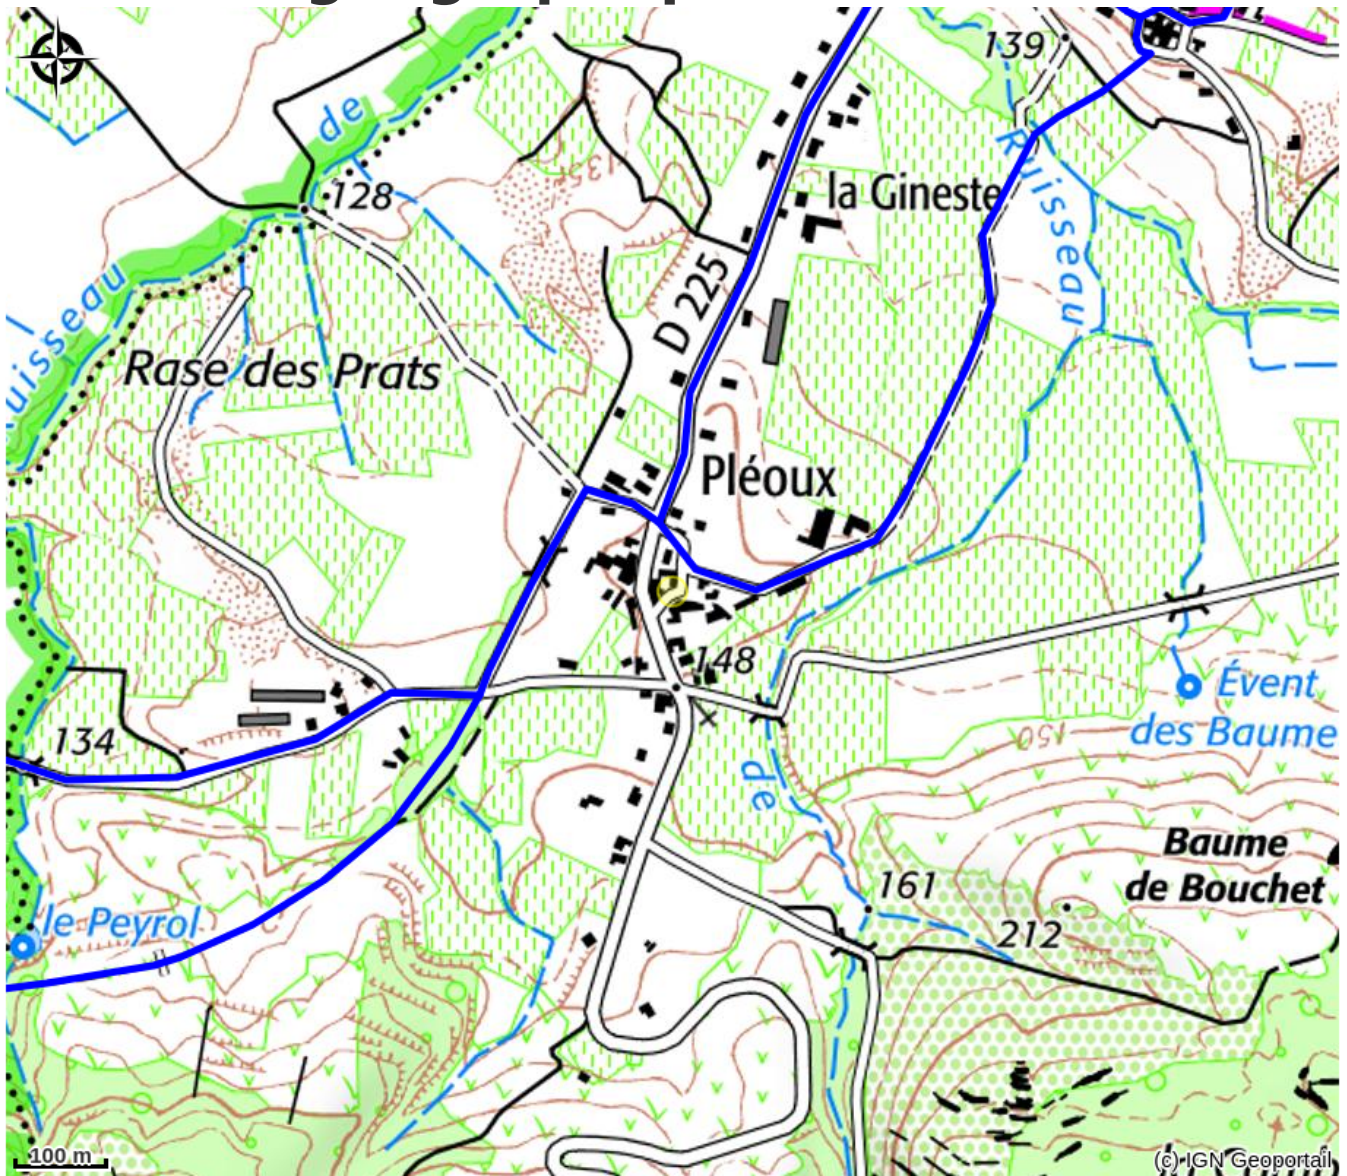 139
de
128
135
la Gineste
Ruisseau
D 225
Rase des Prats
Pléoux
148
Évent
des Baume
134
150
de
Baume
de Bouchet
161
212
le Peyrol
100 m
(c) IGN Geoportail